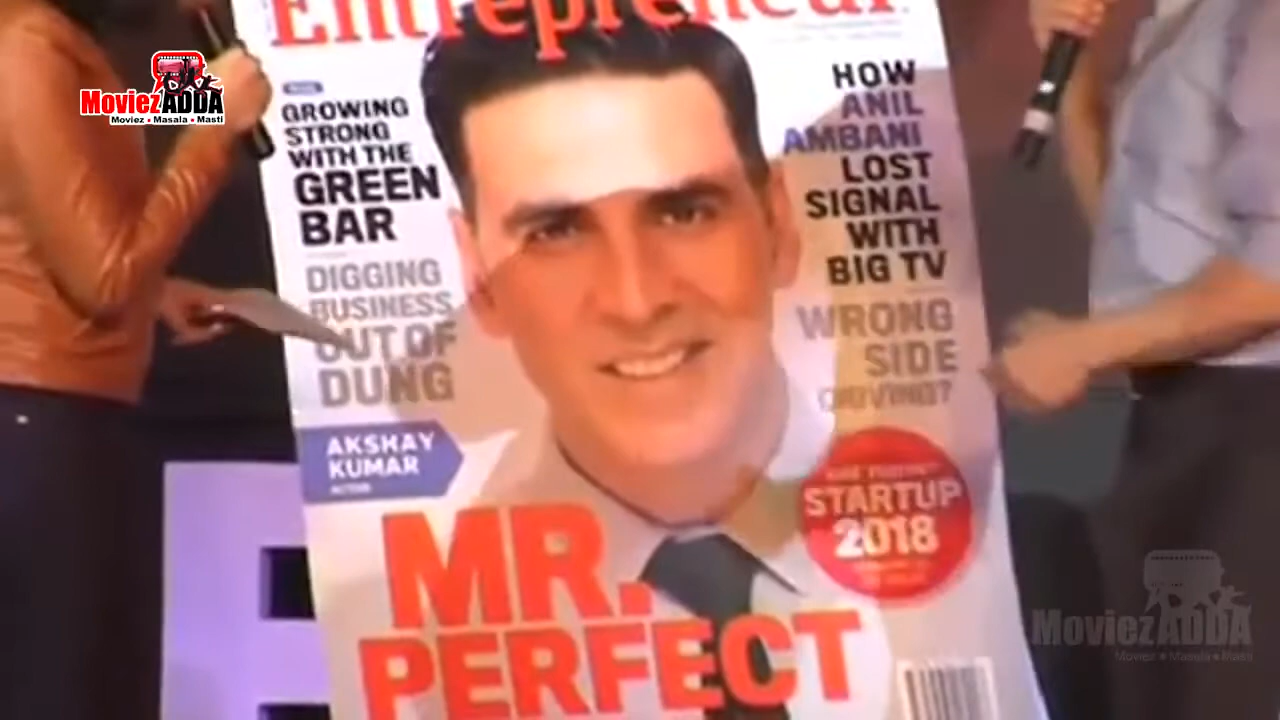 Entrepreneur
MoviezADDA
Moviez • Masala • Masti
GROWING
STRONG
WITH THE
GREEN
BAR
DIGGING
BUSINESS
OUT OF
DUNG
AKSHAY
KUMAR
ACTOR
HOW
ANIL
AMBANI
LOST
SIGNAL
WITH
BIG TV
WRONG
SIDE
STARTUP
2018
MR.
PERFECT
E
MoviezADDA
Moviez • Masala • Masti